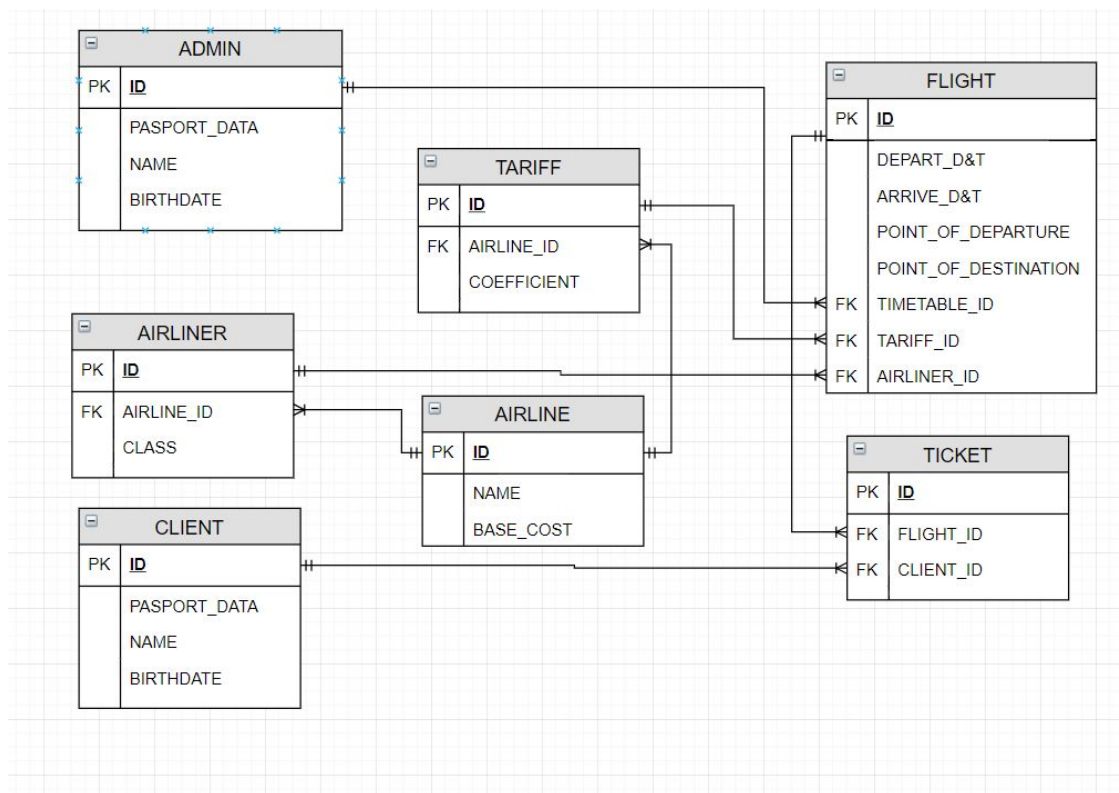 ADMIN
PK ID
PASPORT_DATA
NAME
BIRTHDATE
FLIGHT
PK ID
DEPART_D&T
ARRIVE_D&T
POINT_OF_DEPARTURE
POINT_OF_DESTINATION
FK TIMETABLE_ID
FK TARIFF_ID
FK AIRLINER_ID
TARIFF
PK ID
FK AIRLINE_ID
COEFFICIENT
AIRLINER
PK ID
FK AIRLINE_ID
CLASS
AIRLINE
PK ID
NAME
BASE_COST
TICKET
PK ID
FK FLIGHT_ID
FK CLIENT_ID
CLIENT
PK ID
PASPORT_DATA
NAME
BIRTHDATE